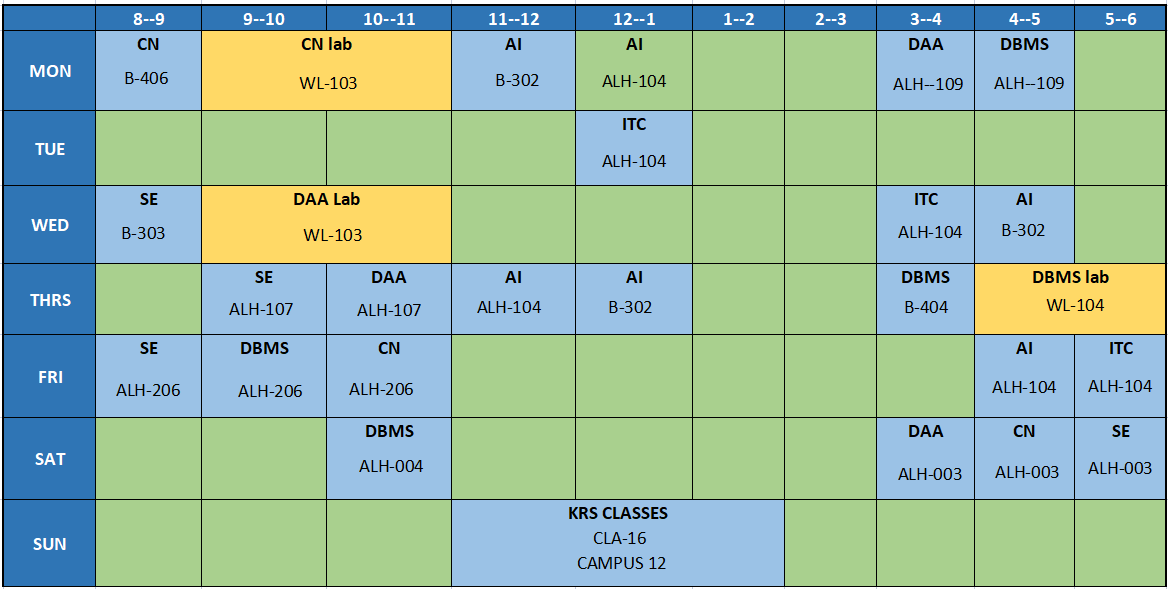 8--9 9--10 10--11 11--12 12--1 1--2 2--3 3--4 4--5 5--6
MON
CN
B-406
CN lab
WL-103
AI
B-302
AI
ALH-104
DAA
ALH--109
DBMS
ALH--109
TUE
ITC
ALH-104
WED
SE
B-303
DAA Lab
WL-103
ITC
ALH-104
AI
B-302
THRS
SE
ALH-107
DAA
ALH-107
AI
ALH-104
AI
B-302
DBMS
B-404
DBMS lab
WL-104
FRI
SE
ALH-206
DBMS
ALH-206
CN
ALH-206
AI
ALH-104
ITC
ALH-104
SAT
DBMS
ALH-004
DAA
ALH-003
CN
ALH-003
SE
ALH-003
SUN
KRS CLASSES
CLA-16
CAMPUS 12